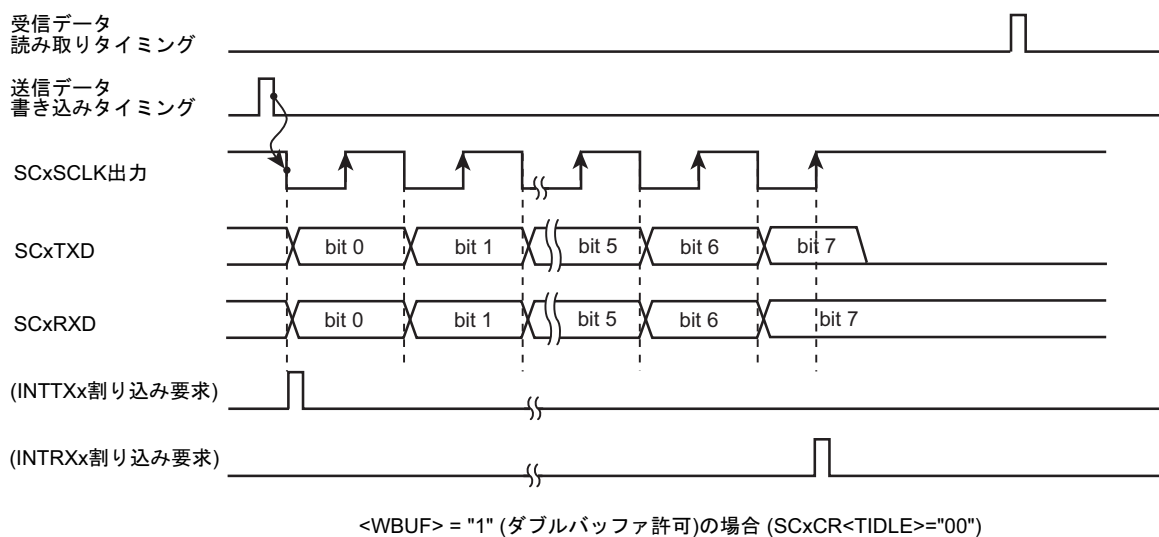 受信データ
読み取りタイミング
送信データ
書き込みタイミング
SCxSCLK出力
SCxTXD
bit 0
bit 1
bit 5
bit 6
bit 7
SCxRXD
bit 0
bit 1
bit 5
bit 6
bit 7
(INTTXx割り込み要求)
(INTRXx割り込み要求)
<WBUF> = "1" (ダブルバッファ許可)の場合 (SCxCR<TIDLE>="00")